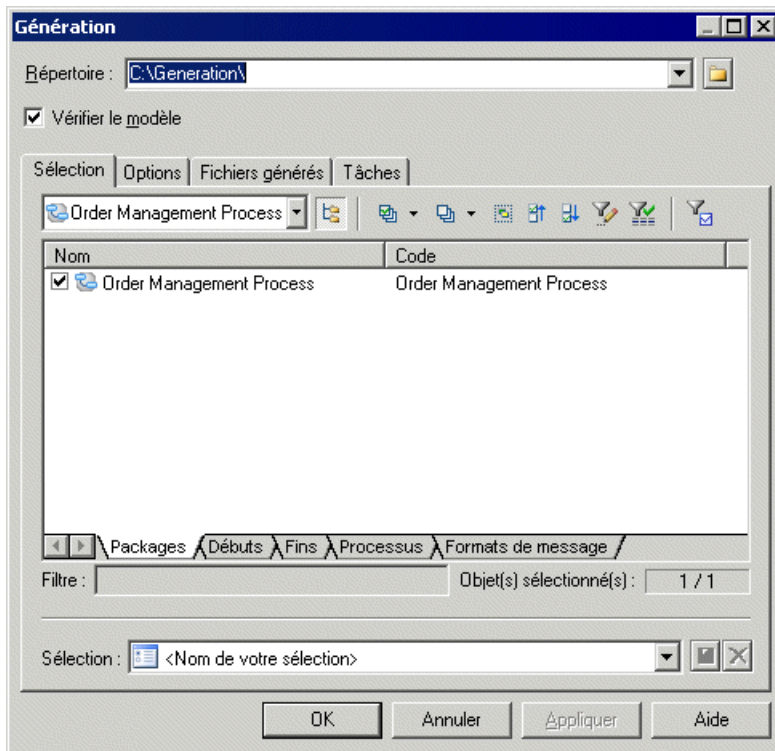 Génération
Répertoire : C:\Generation\
Vérifier le modèle
Sélection Options Fichiers générés Tâches
Order Management Process
Nom Code
Order Management Process Order Management Process
Packages Débuts Fins Processus Formats de message
Filtre : Objet(s) sélectionné(s) : 1 / 1
Sélection : <Nom de votre sélection>
OK Annuler Appliquer Aide